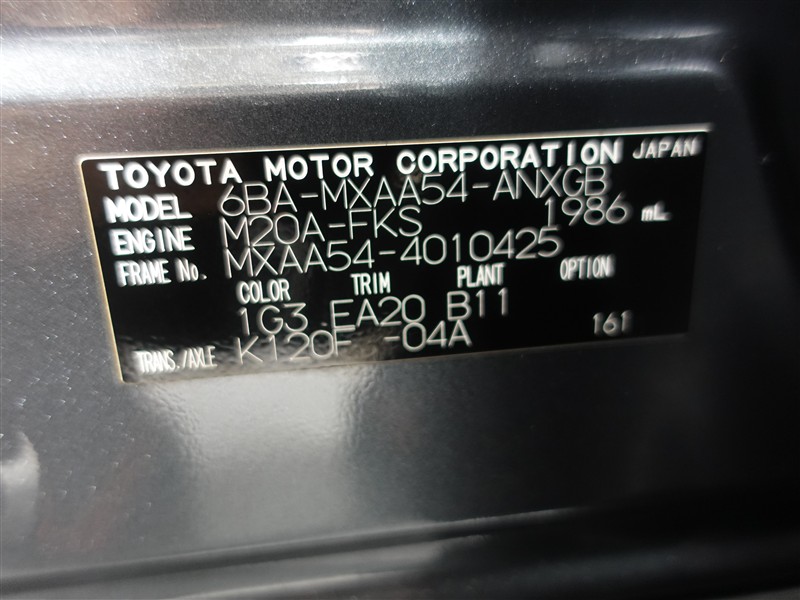 TOYOTA MOTOR CORPORATION JAPAN
MODEL 6BA-MXAA54-ANXGB
ENGINE M20A-FKS 1986 mL
FRAME No. MXAA54-4010425
COLOR TRIM PLANT OPTION
1G3 EA20 B11
TRANS./AXLE K120F -04A 161